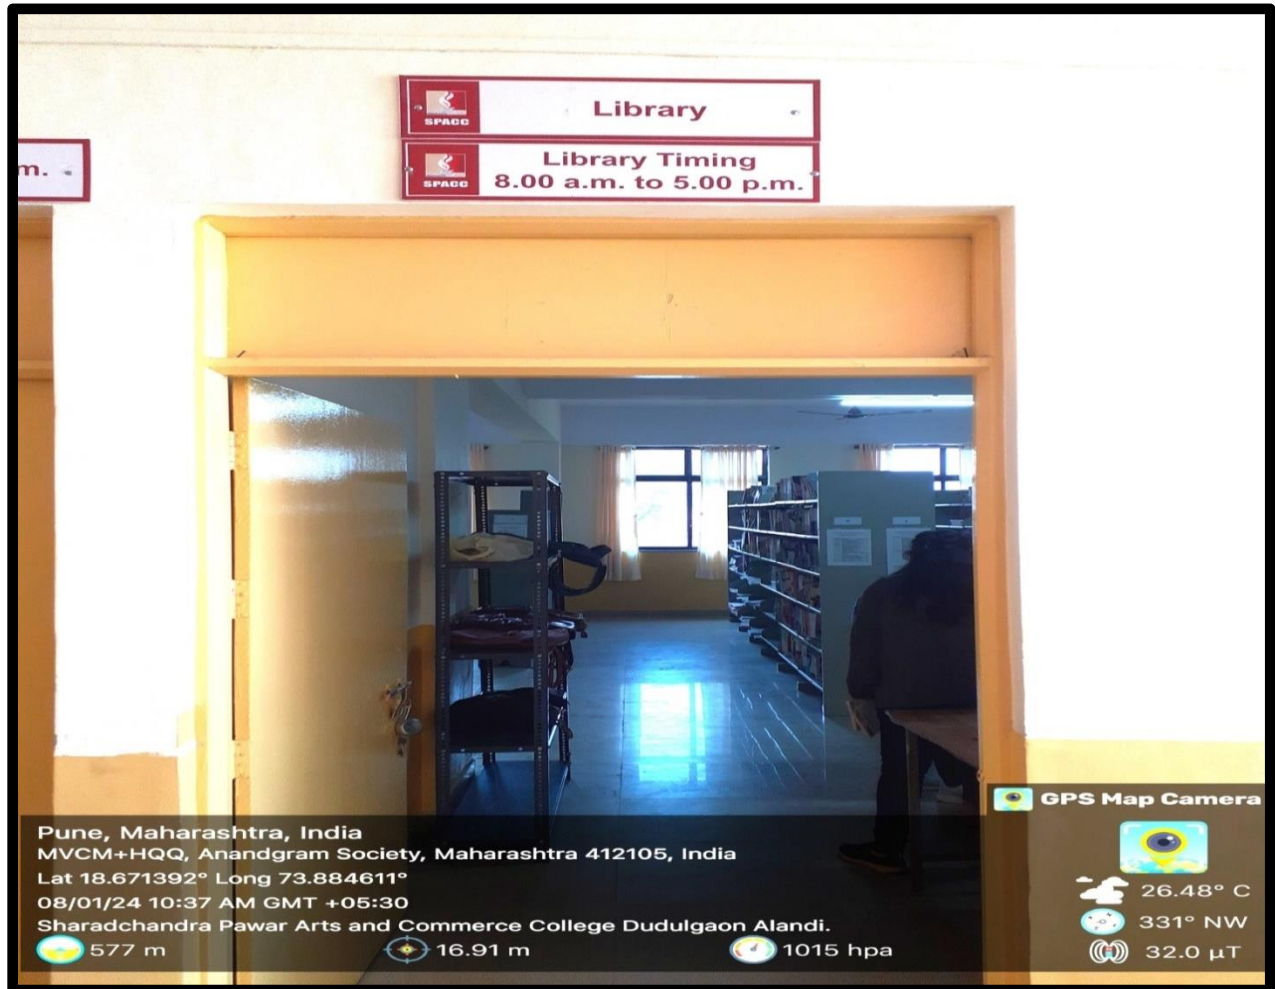 SPACC
Library
SPACC
Library Timing
8.00 a.m. to 5.00 p.m.
m.
GPS Map Camera
Pune, Maharashtra, India
MVCM+HQQ, Anandgram Society, Maharashtra 412105, India
Lat 18.671392° Long 73.884611°
08/01/24 10:37 AM GMT +05:30
Sharadchandra Pawar Arts and Commerce College Dudulgaon Alandi.
577 m
16.91 m
1015 hpa
26.48° C
331° NW
32.0 µT